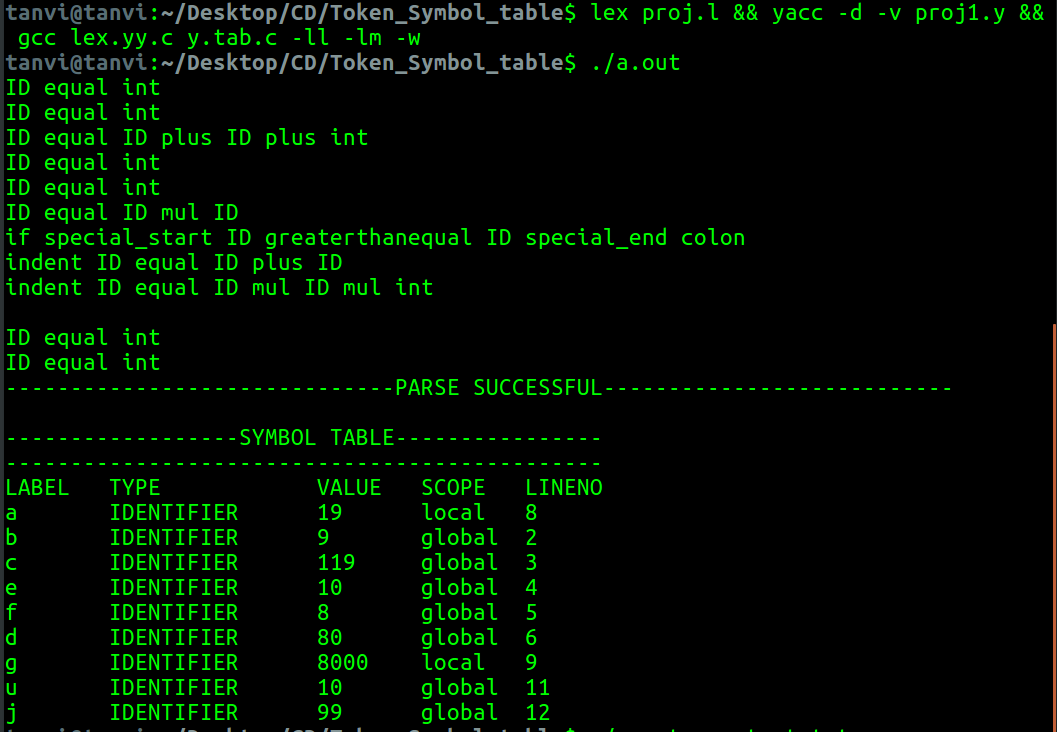 tanvi@tanvi:~/Desktop/CD/Token_Symbol_table$ lex proj.l && yacc -d -v proj1.y &&
 gcc lex.yy.c y.tab.c -ll -lm -w
tanvi@tanvi:~/Desktop/CD/Token_Symbol_table$ ./a.out
ID equal int
ID equal int
ID equal ID plus ID plus int
ID equal int
ID equal int
ID equal ID mul ID
if special_start ID greaterthanequal ID special_end colon
indent ID equal ID plus ID
indent ID equal ID mul ID mul int

ID equal int
ID equal int
------------------------------PARSE SUCCESSFUL---------------------------

------------------SYMBOL TABLE----------------
----------------------------------------------
LABEL   TYPE            VALUE   SCOPE   LINENO
a       IDENTIFIER      19      local   8
b       IDENTIFIER      9       global  2
c       IDENTIFIER      119     global  3
e       IDENTIFIER      10      global  4
f       IDENTIFIER      8       global  5
d       IDENTIFIER      80      global  6
g       IDENTIFIER      8000    local   9
u       IDENTIFIER      10      global  11
j       IDENTIFIER      99      global  12